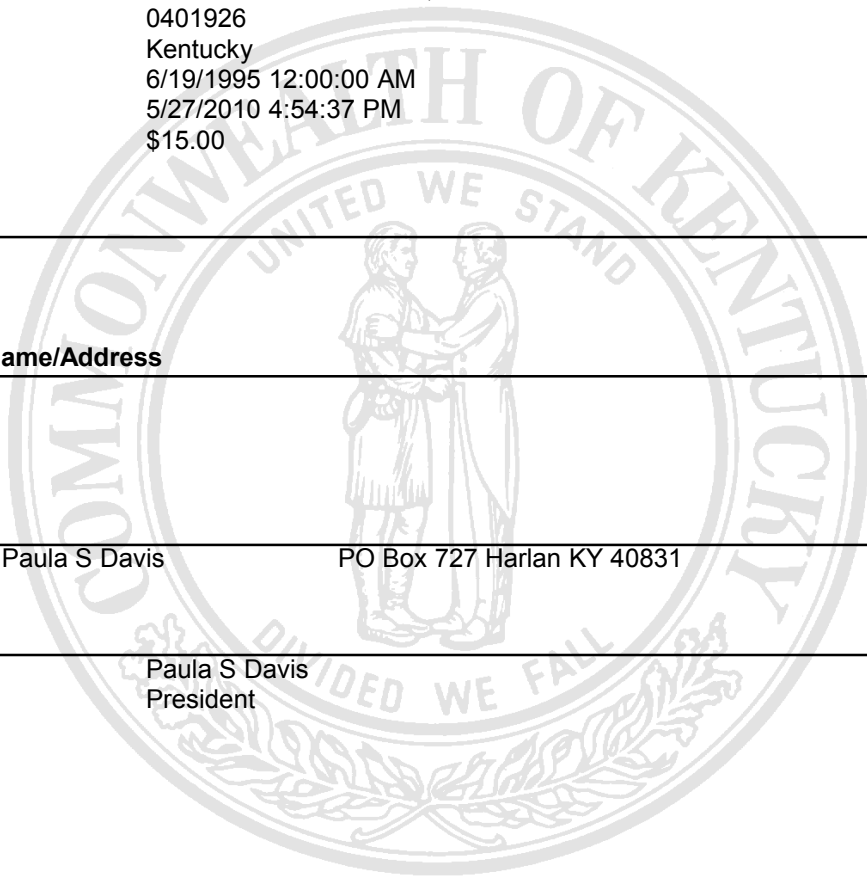 0401926
Kentucky
6/19/1995 12:00:00 AM
5/27/2010 4:54:37 PM
$15.00
COMMONWEALTH OF KENTUCKY
UNITED WE STAND
ame/Address
Paula S Davis PO Box 727 Harlan KY 40831
DIVIDED WE FALL
Paula S Davis
President